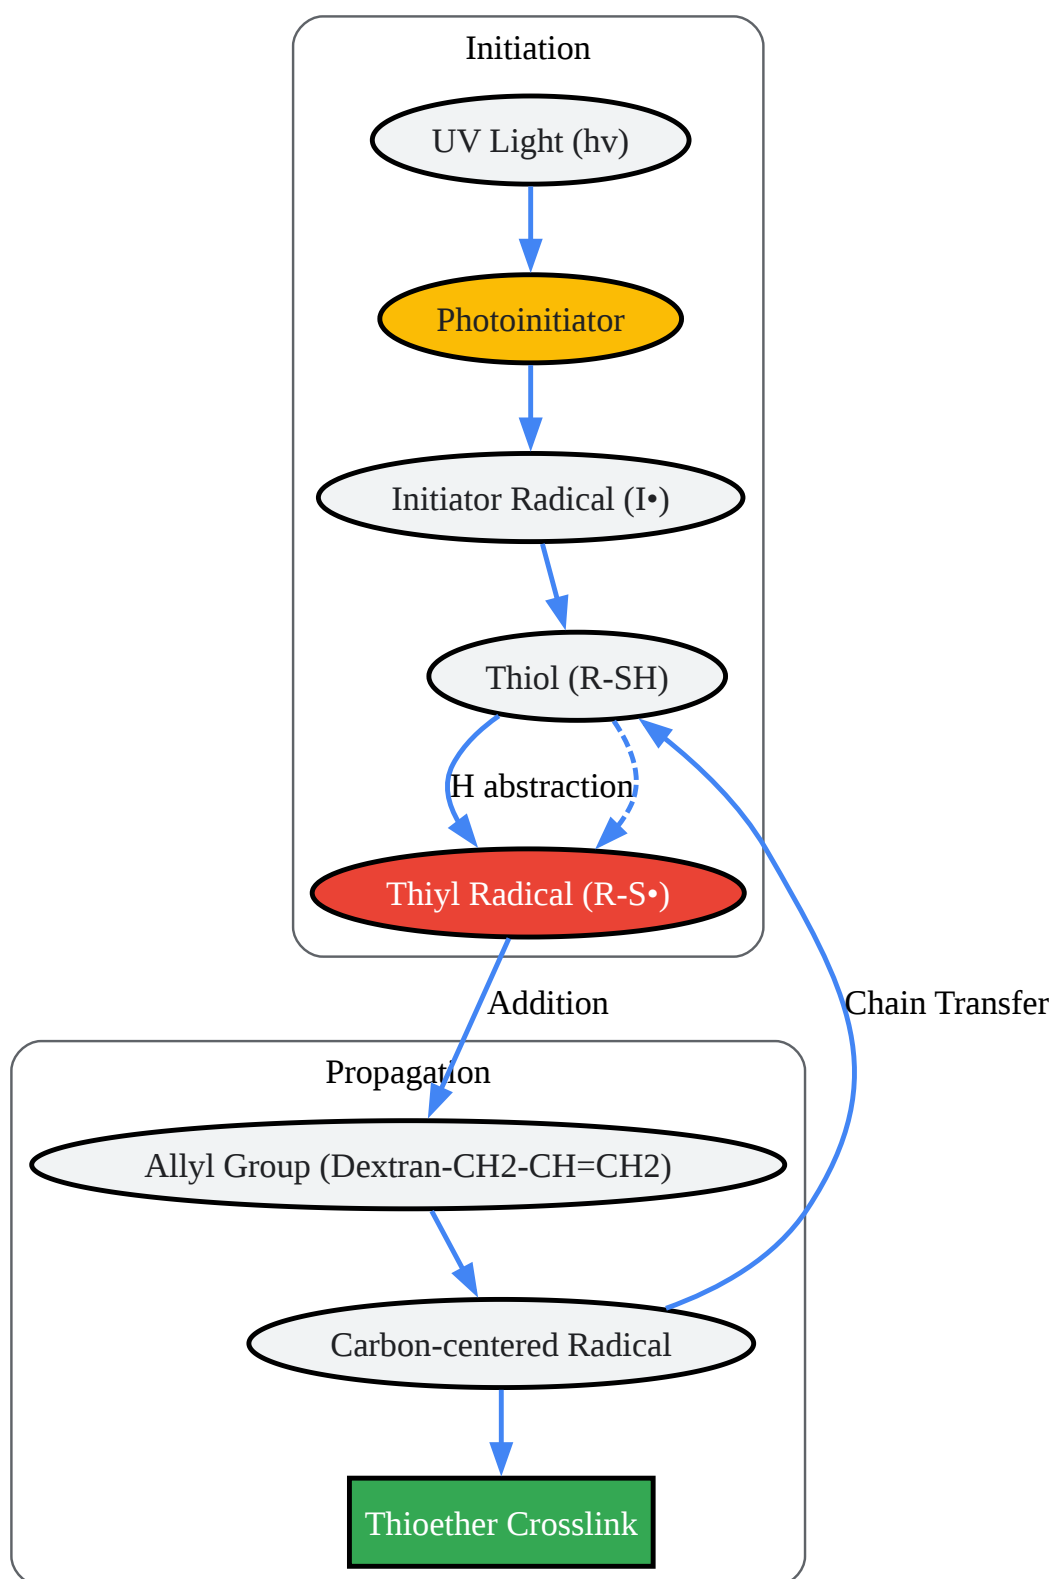 Initiation
UV Light (hv)
Photoinitiator
Initiator Radical (I•)
Thiol (R-SH)
H abstraction
Thiyl Radical (R-S•)
Addition
Chain Transfer
Propagation
Allyl Group (Dextran-CH2-CH=CH2)
Carbon-centered Radical
Thioether Crosslink